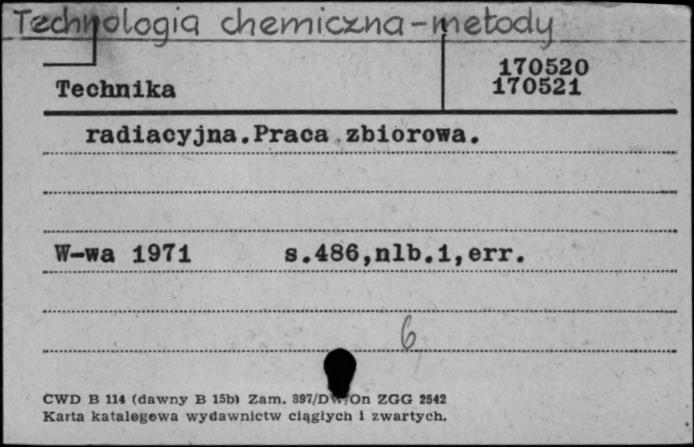 Technologia chemiczna-metody
170520
Technika 170521
radiacyjna.Praca zbiorowa.
W-wa 1971 s.486,nlb.1,err.
6
CWD B 114 (dawny B 15b) Zam. 897/DW/On ZGG 2542
Karta katalogowa wydawnictw ciągłych i zwartych.